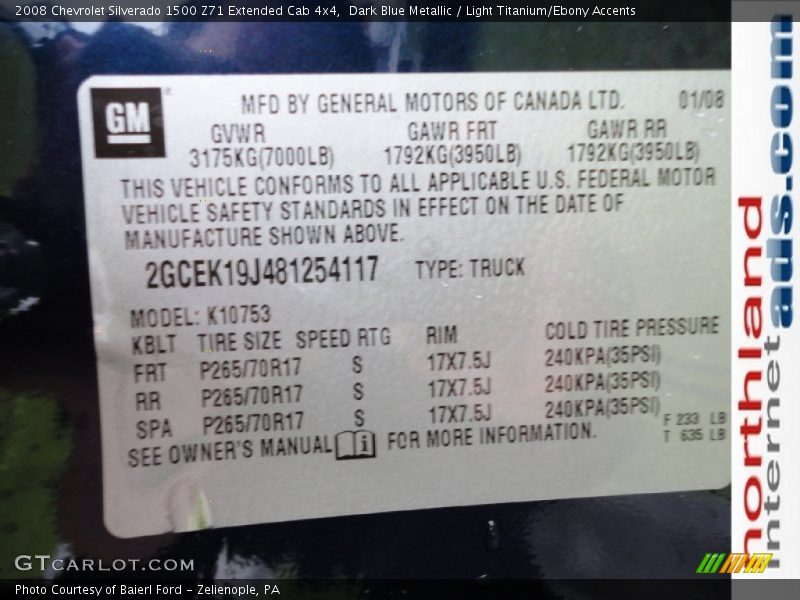 2008 Chevrolet Silverado 1500 Z71 Extended Cab 4x4,  Dark Blue Metallic / Light Titanium/Ebony Accents
GM
MFD BY GENERAL MOTORS OF CANADA LTD. 01/08
GVWR GAWR FRT GAWR RR
3175KG(7000LB) 1792KG(3950LB) 1792KG(3950LB)
THIS VEHICLE CONFORMS TO ALL APPLICABLE U.S. FEDERAL MOTOR
VEHICLE SAFETY STANDARDS IN EFFECT ON THE DATE OF
MANUFACTURE SHOWN ABOVE.
2GCEK19J481254117 TYPE: TRUCK
MODEL: K10753
KBLT TIRE SIZE SPEED RTG RIM COLD TIRE PRESSURE
FRT P265/70R17 S 17X7.5J 240KPA(35PSI)
RR P265/70R17 S 17X7.5J 240KPA(35PSI)
SPA P265/70R17 S 17X7.5J 240KPA(35PSI)
F 233 LB
T 635 LB
SEE OWNER'S MANUAL i FOR MORE INFORMATION.
northland
Internet ads.com
GTCARLOT.COM
Photo Courtesy of Baierl Ford - Zelienople, PA